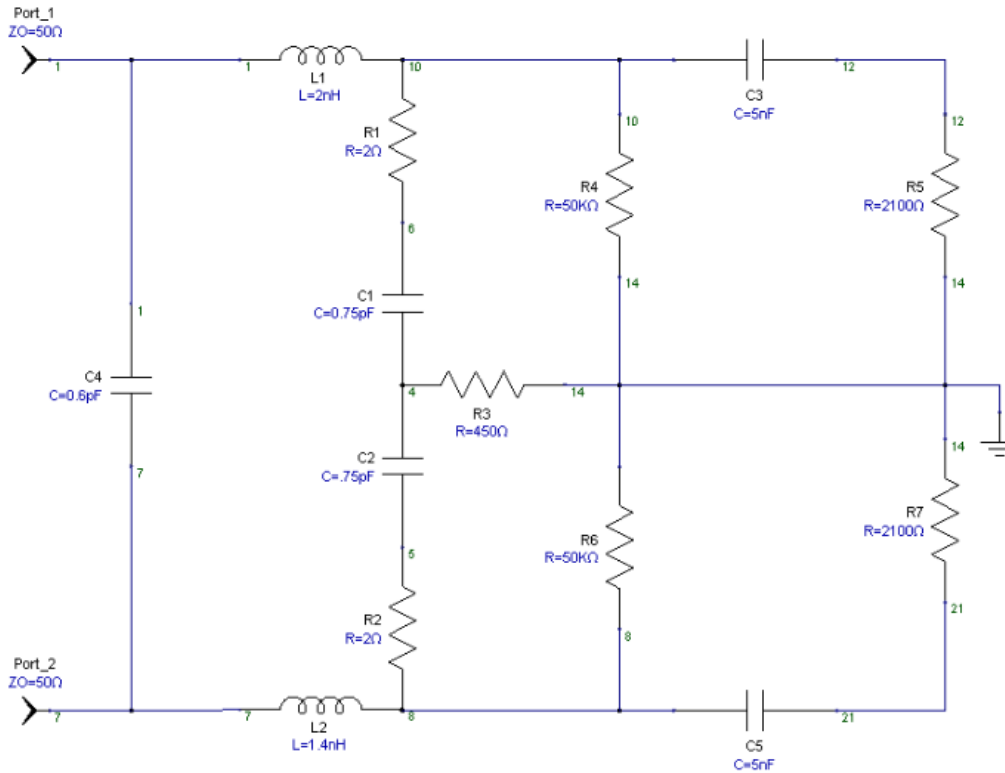 Port_1
ZO=50Ω
1
1
L1
L=2nH
10
C3
C=5nF
12
R1
R=2Ω
10
12
R4
R=50KΩ
R5
R=2100Ω
6
14
14
1
C1
C=0.75pF
C4
C=0.6pF
4
R3
R=450Ω
14
14
C2
C=.75pF
7
R7
R=2100Ω
R6
R=50KΩ
5
21
R2
R=2Ω
8
Port_2
ZO=50Ω
7
7
L2
L=1.4nH
8
C5
C=5nF
21